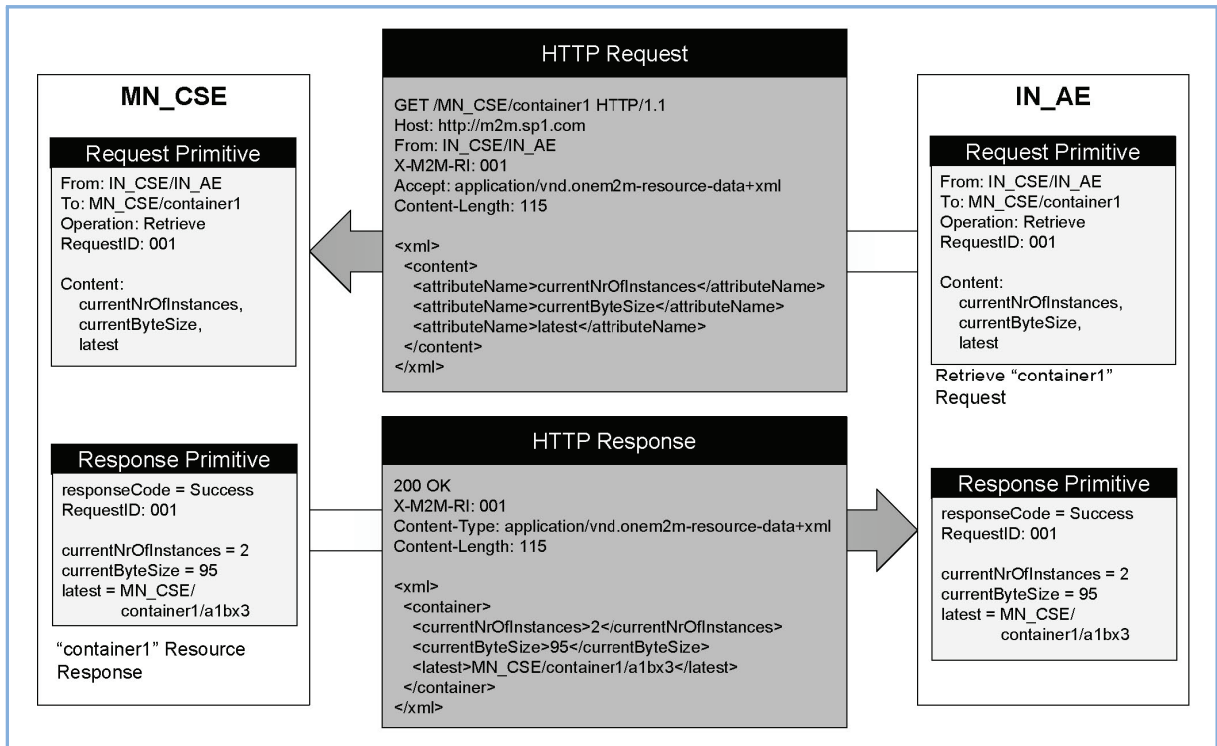 MN_CSE
Request Primitive
From: IN_CSE/IN_AE
To: MN_CSE/container1
Operation: Retrieve
RequestID: 001
Content:
currentNrOfInstances,
currentByteSize,
latest
Response Primitive
responseCode = Success
RequestID: 001
currentNrOfInstances = 2
currentByteSize = 95
latest = MN_CSE/
container1/a1bx3
“container1” Resource
Response
HTTP Request
GET /MN_CSE/container1 HTTP/1.1
Host: http://m2m.sp1.com
From: IN_CSE/IN_AE
X-M2M-RI: 001
Accept: application/vnd.onem2m-resource-data+xml
Content-Length: 115
<xml>
<content>
<attributeName>currentNrOfInstances</attributeName>
<attributeName>currentByteSize</attributeName>
<attributeName>latest</attributeName>
</content>
</xml>
HTTP Response
200 OK
X-M2M-RI: 001
Content-Type: application/vnd.onem2m-resource-data+xml
Content-Length: 115
<xml>
<container>
<currentNrOfInstances>2</currentNrOfInstances>
<currentByteSize>95</currentByteSize>
<latest>MN_CSE/container1/a1bx3</latest>
</container>
</xml>
IN_AE
Request Primitive
From: IN_CSE/IN_AE
To: MN_CSE/container1
Operation: Retrieve
RequestID: 001
Content:
currentNrOfInstances,
currentByteSize,
latest
Retrieve “container1”
Request
Response Primitive
responseCode = Success
RequestID: 001
currentNrOfInstances = 2
currentByteSize = 95
latest = MN_CSE/
container1/a1bx3